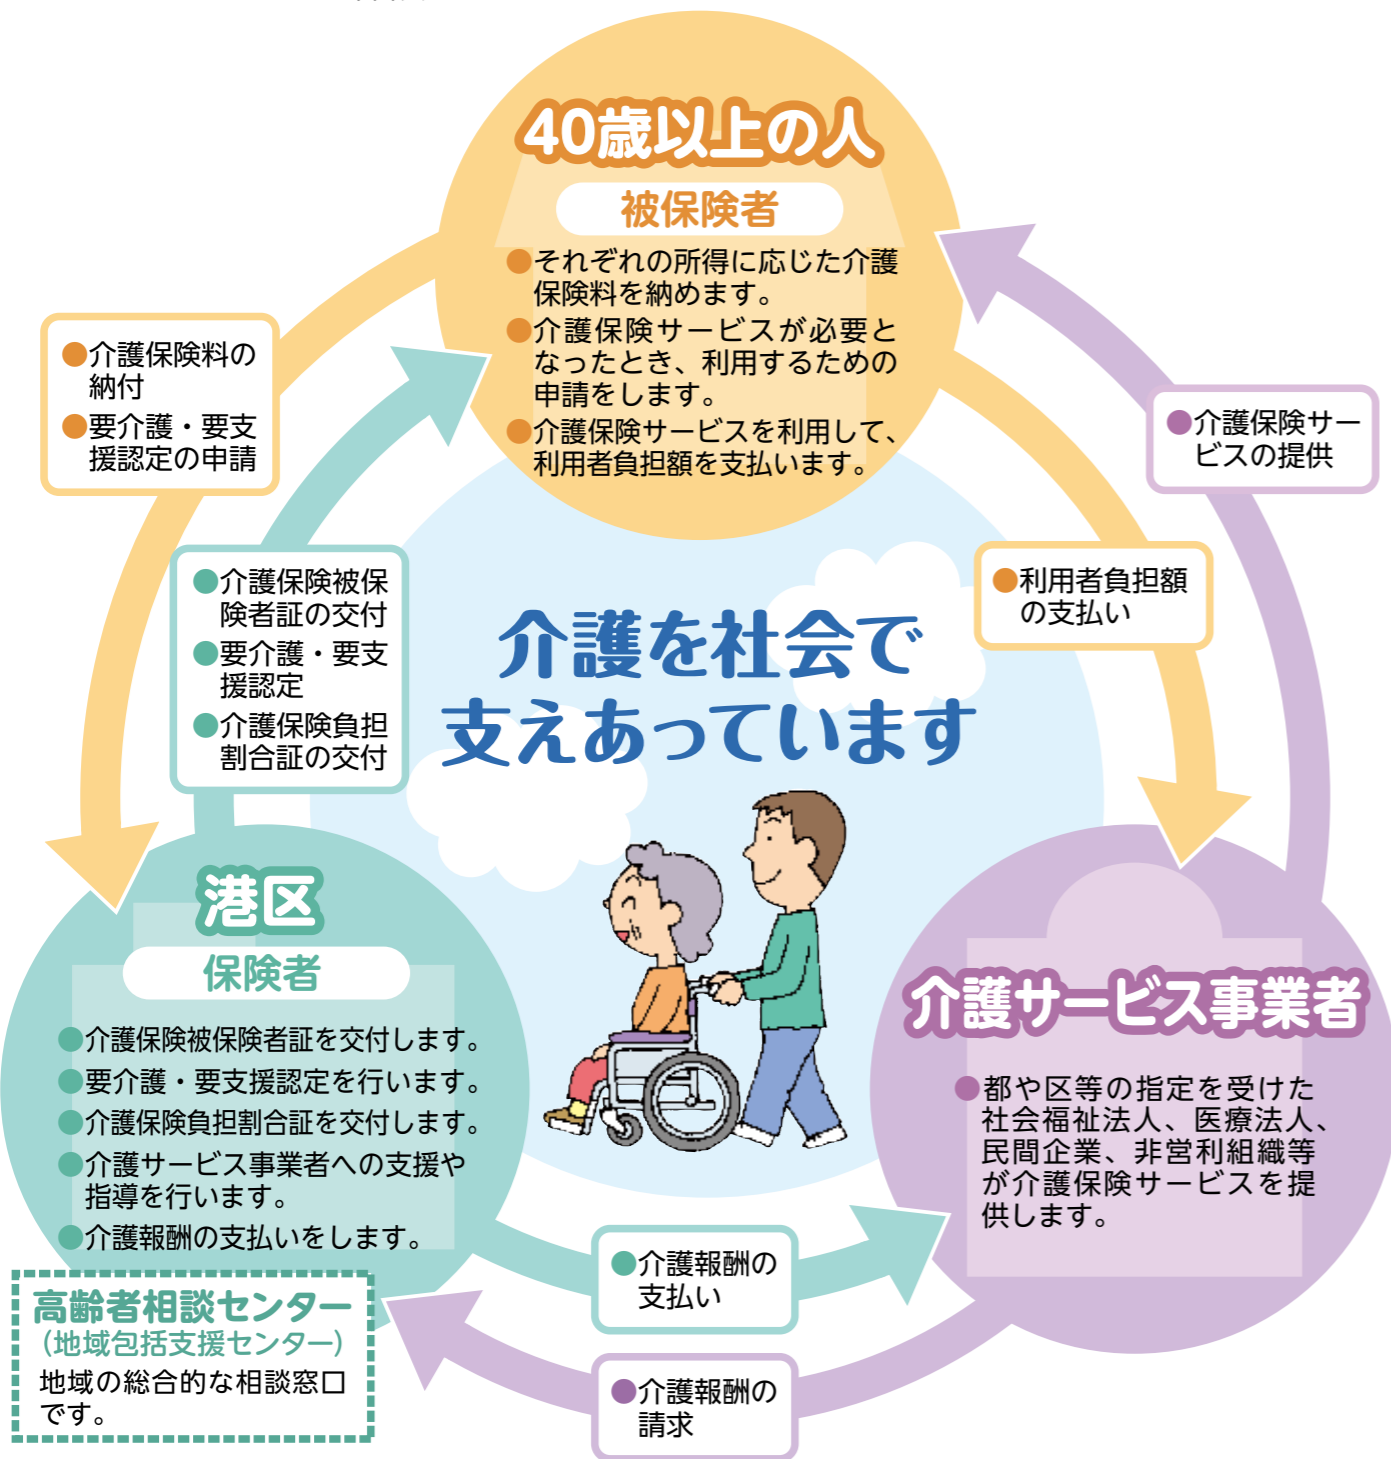 40歳以上の人
被保険者
●それぞれの所得に応じた介護
保険料を納めます。
●介護保険サービスが必要と
なったとき、利用するための
申請をします。
●介護保険サービスを利用して、
利用者負担額を支払います。
●介護保険料の
納付
●要介護・要支
援認定の申請
●介護保険サー
ビスの提供
●介護保険被保
険者証の交付
●要介護・要支
援認定
●介護保険負担
割合証の交付
●利用者負担額
の支払い
介護を社会で
支えあっています
港区
保険者
●介護保険被保険者証を交付します。
●要介護・要支援認定を行います。
●介護保険負担割合証を交付します。
●介護サービス事業者への支援や
指導を行います。
●介護報酬の支払いをします。
高齢者相談センター
(地域包括支援センター)
地域の総合的な相談窓口
です。
介護サービス事業者
●都や区等の指定を受けた
社会福祉法人、医療法人、
民間企業、非営利組織等
が介護保険サービスを提
供します。
●介護報酬の
支払い
●介護報酬の
請求